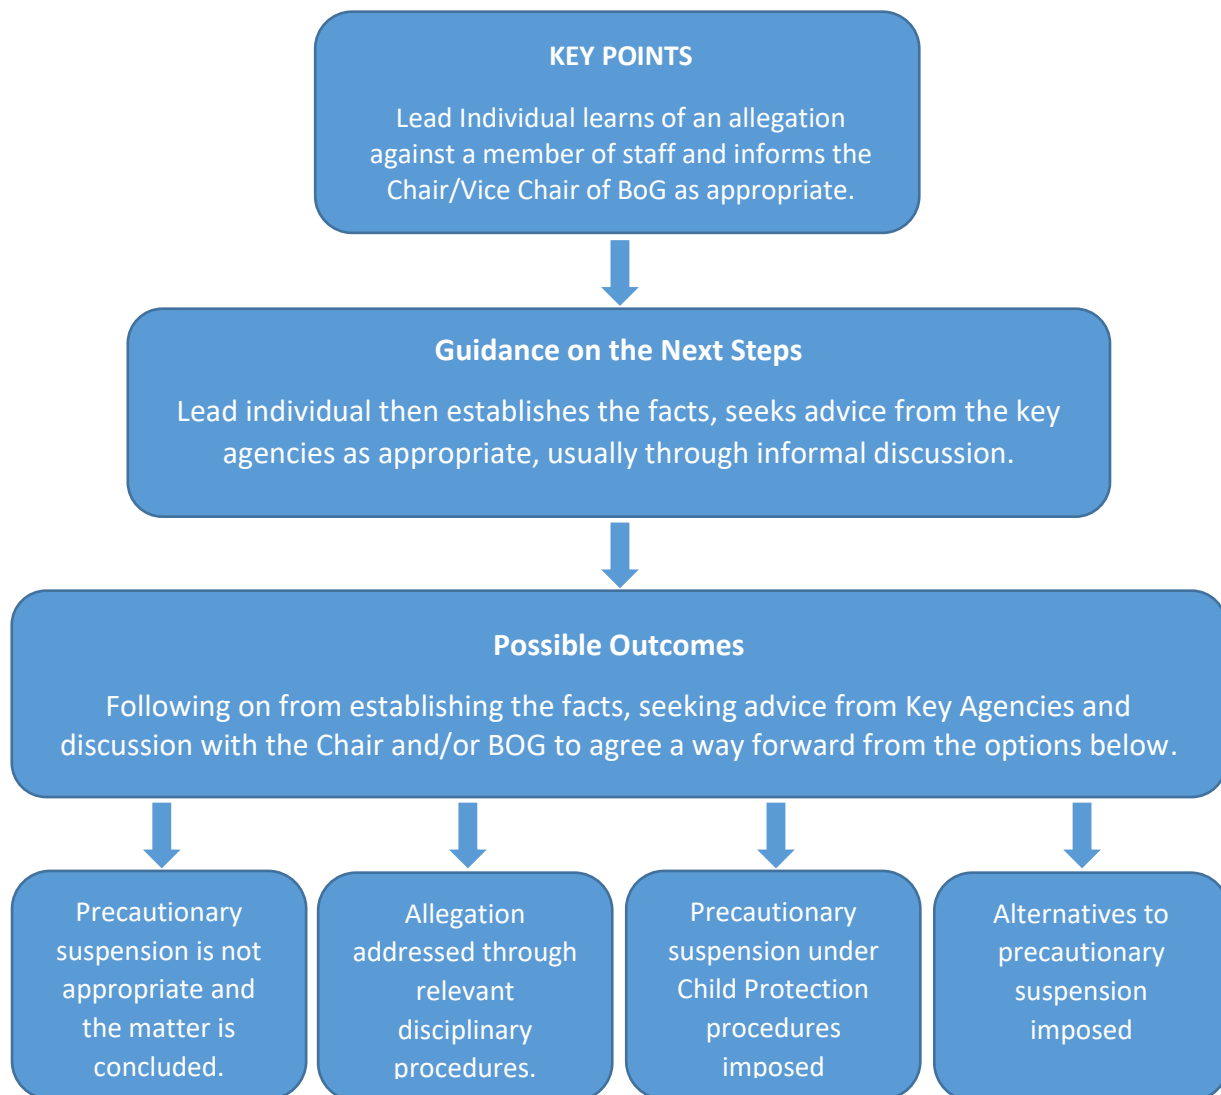 KEY POINTS
Lead Individual learns of an allegation
against a member of staff and informs the
Chair/Vice Chair of BoG as appropriate.
Guidance on the Next Steps
Lead individual then establishes the facts, seeks advice from the key
agencies as appropriate, usually through informal discussion.
Possible Outcomes
Following on from establishing the facts, seeking advice from Key Agencies and
discussion with the Chair and/or BOG to agree a way forward from the options below.
Precautionary
suspension is not
appropriate and
the matter is
concluded.
Allegation
addressed through
relevant
disciplinary
procedures.
Precautionary
suspension under
Child Protection
procedures
imposed
Alternatives to
precautionary
suspension
imposed